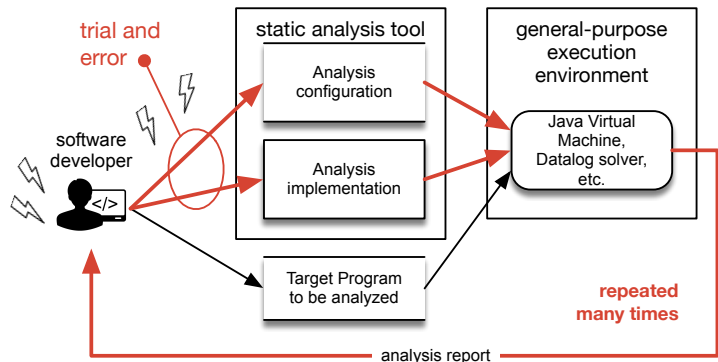 trial and
error
static analysis tool
general-purpose
execution
environment
Analysis
configuration
software
developer
</>
Analysis
implementation
Java Virtual
Machine,
Datalog solver,
etc.
Target Program
to be analyzed
repeated
many times
analysis report